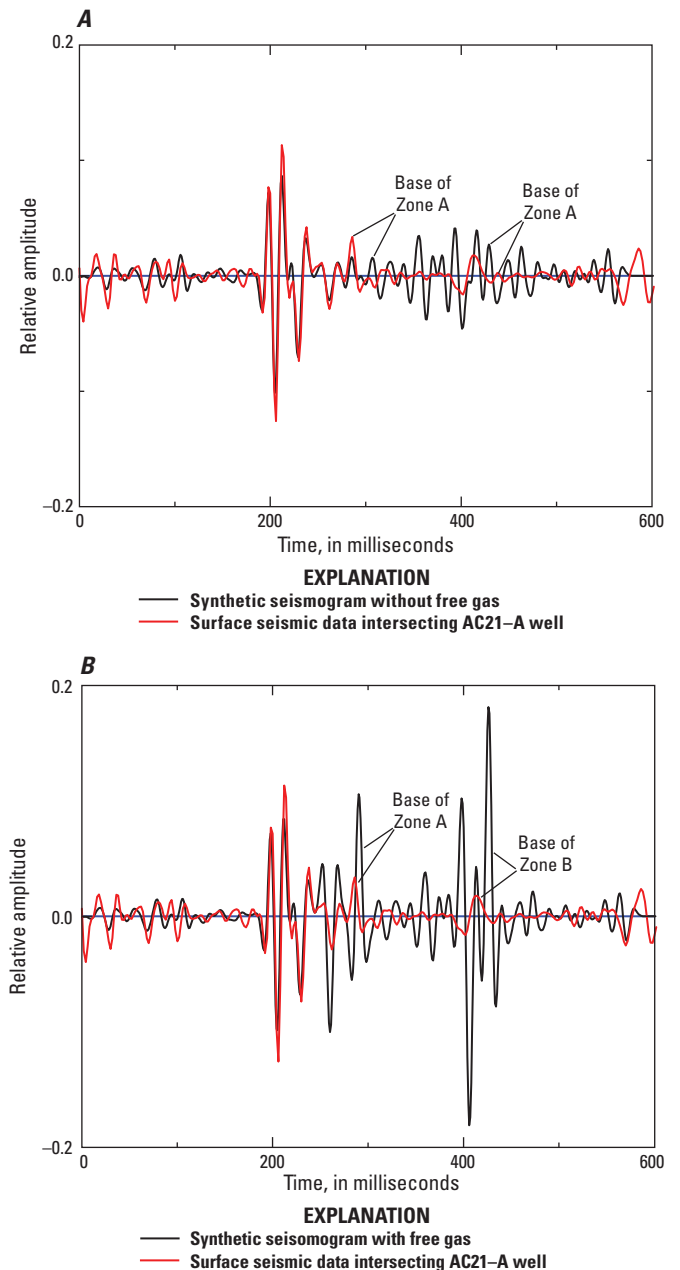 A
0.2
Base of
Zone A
Base of
Zone A
0.0
Relative amplitude
–0.2
0
200
400
600
Time, in milliseconds
EXPLANATION
Synthetic seismogram without free gas
Surface seismic data intersecting AC21–A well
B
0.2
Base of
Zone A
Base of
Zone B
0.0
Relative amplitude
–0.2
0
200
400
600
Time, in milliseconds
EXPLANATION
Synthetic seisomogram with free gas
Surface seismic data intersecting AC21–A well